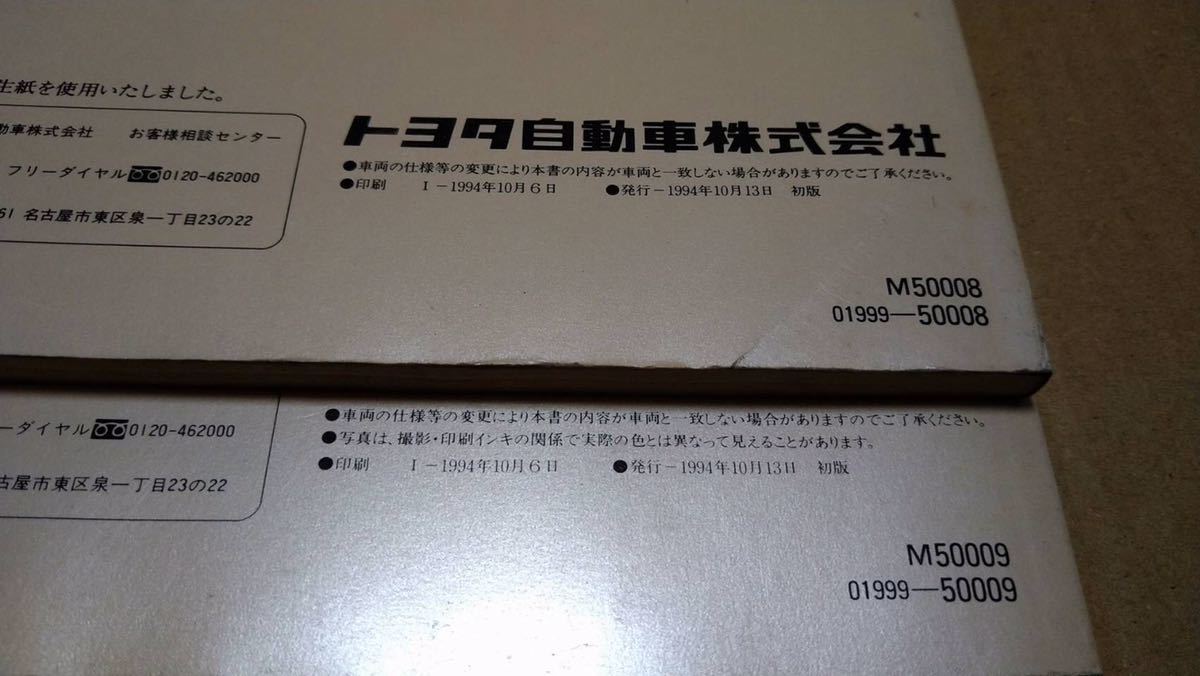 生紙を使用いたしました。
動車株式会社 お客様相談センター
フリーダイヤル 0120-462000
61 名古屋市東区泉一丁目23の22
トヨタ自動車株式会社
●車両の仕様等の変更により本書の内容が車両と一致しない場合がありますのでご了承ください。
●印刷 I－1994年10月6日 ●発行－1994年10月13日 初版
M50008
01999—50008
ーダイヤル 0120-462000
古屋市東区泉一丁目23の22
●車両の仕様等の変更により本書の内容が車両と一致しない場合がありますのでご了承ください。
●写真は、撮影・印刷インキの関係で実際の色とは異なって見えることがあります。
●印刷 I－1994年10月6日 ●発行－1994年10月13日 初版
M50009
01999—50009